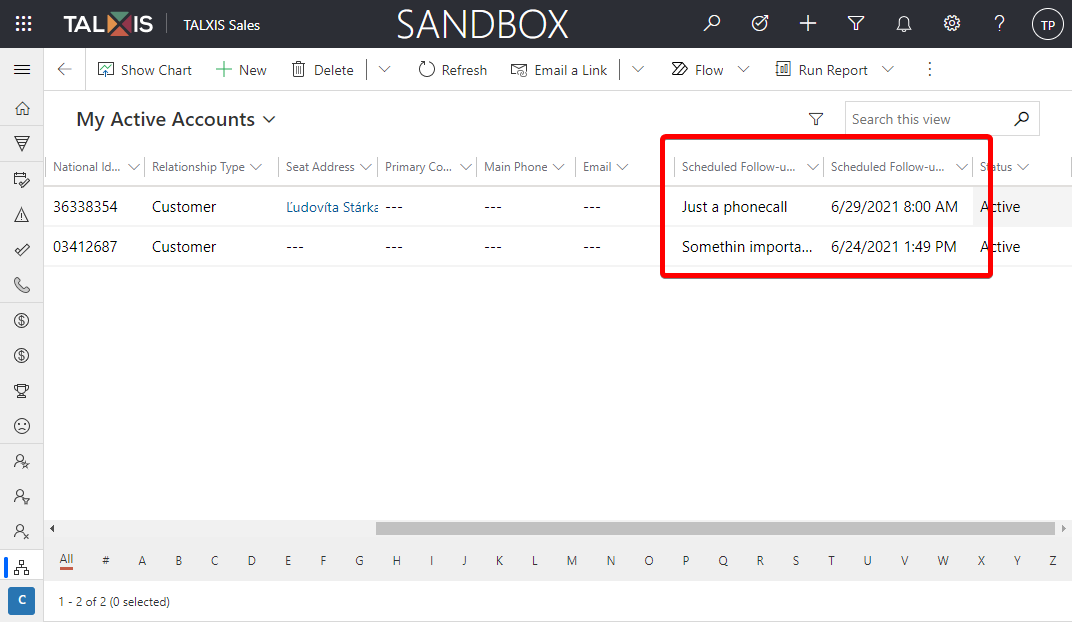 TALXIS TALXIS Sales SANDBOX ? TP
Show Chart New Delete Refresh Email a Link Flow Run Report
My Active Accounts Search this view
National Id... Relationship Type Seat Address Primary Co... Main Phone Email Scheduled Follow-u... Scheduled Follow-u... Status
36338354 Customer Ľudovíta Stárka --- --- --- Just a phonecall 6/29/2021 8:00 AM Active
03412687 Customer --- --- --- --- Somethin importa... 6/24/2021 1:49 PM Active
All # A B C D E F G H I J K L M N O P Q R S T U V W X Y Z
C 1 - 2 of 2 (0 selected)